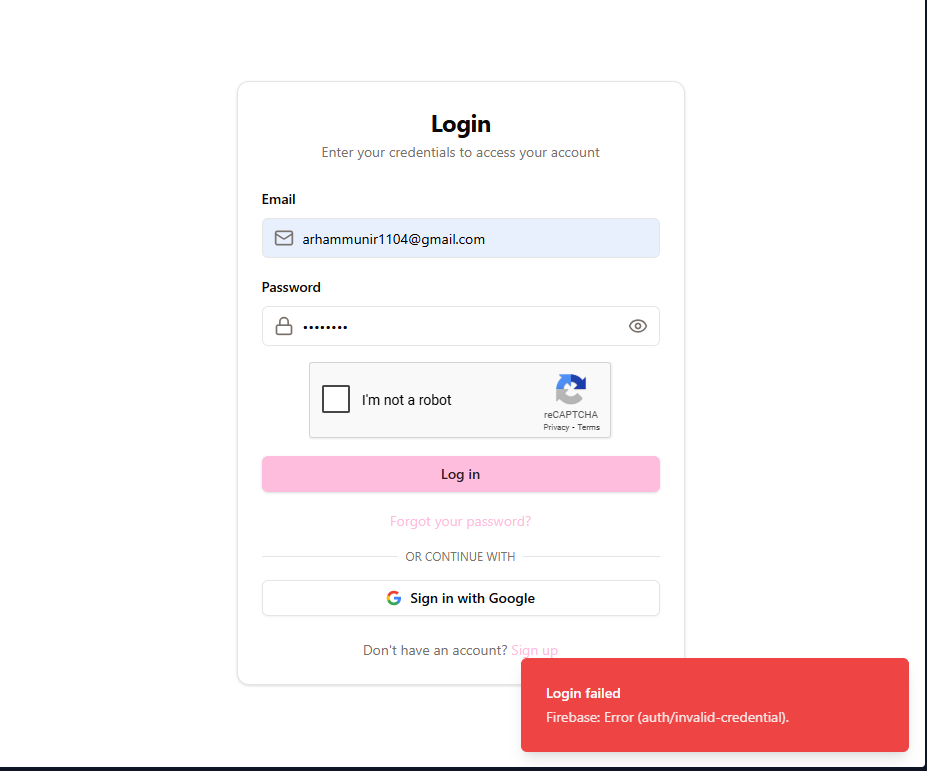 Login
Enter your credentials to access your account
Email
arhammunir1104@gmail.com
Password
••••••••
I'm not a robot
reCAPTCHA
Privacy - Terms
Log in
Forgot your password?
OR CONTINUE WITH
Sign in with Google
Don't have an account? Sign up
Login failed
Firebase: Error (auth/invalid-credential).